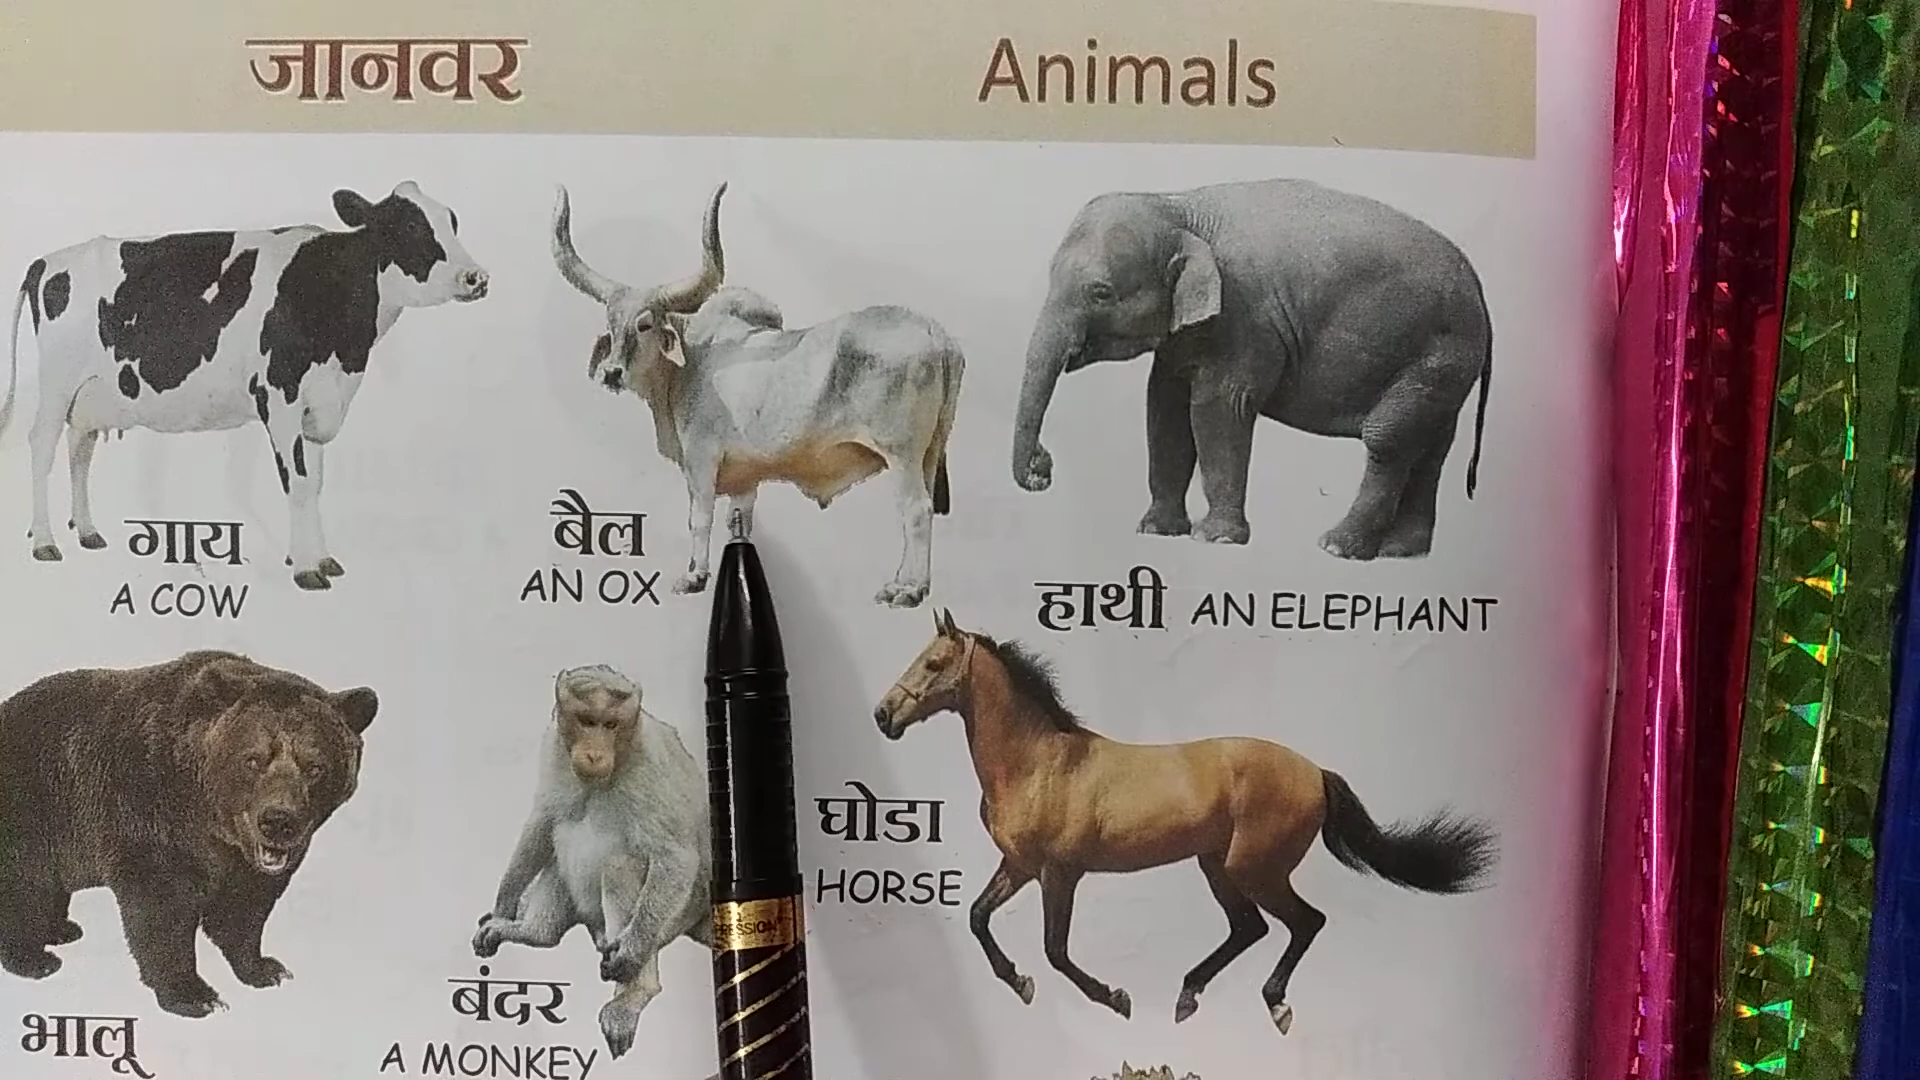 जानवर
Animals
गाय
A COW
बैल
AN OX
हाथी AN ELEPHANT
भालू
बंदर
A MONKEY
घोडा
HORSE